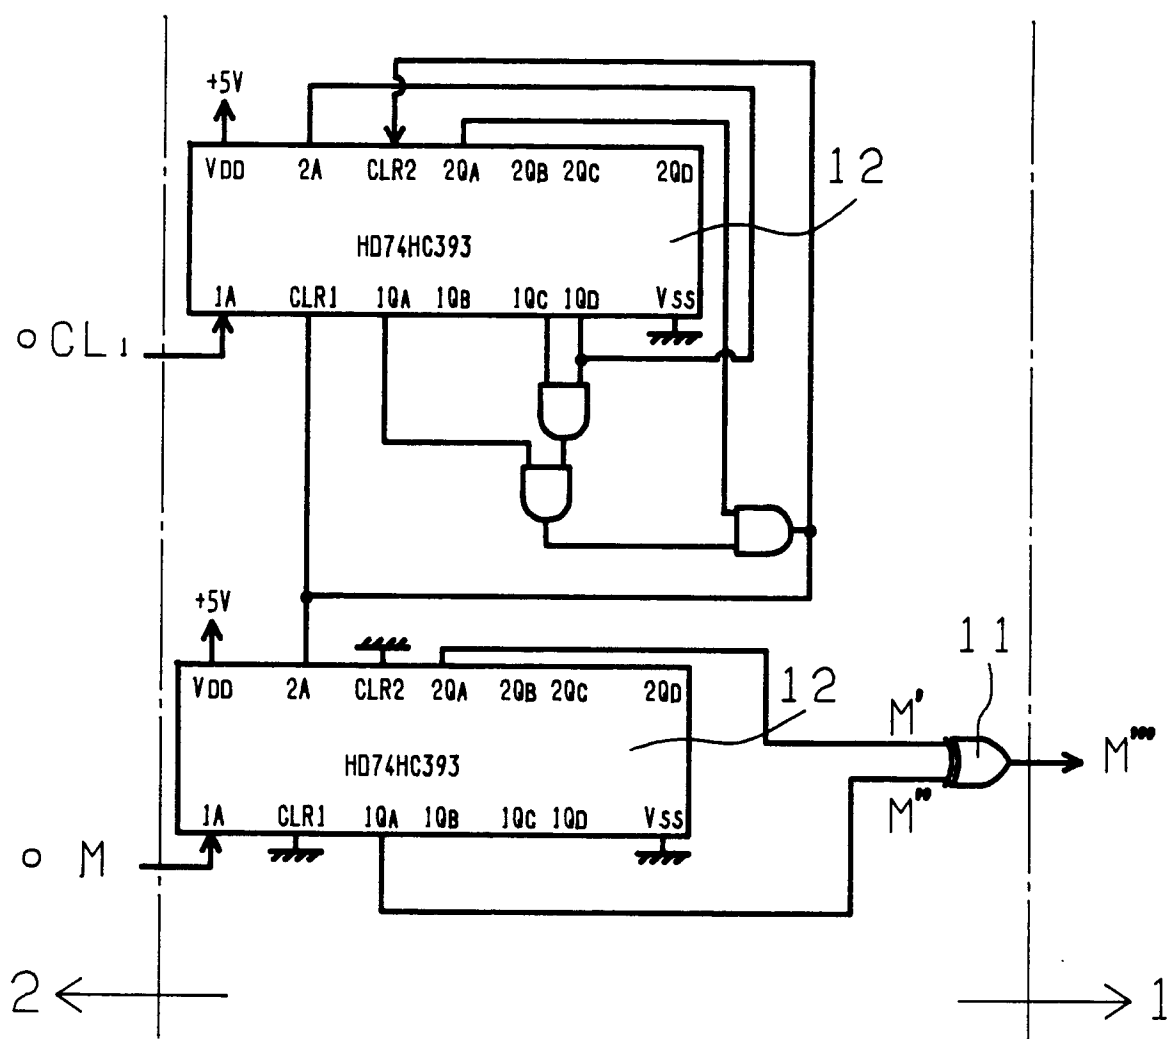 +5V
VDD 2A CLR2 2QA 2QB 2QC 2QD
12
HD74HC393
1A CLR1 1QA 1QB 1QC 1QD VSS
CL1
+5V
11
VDD 2A CLR2 2QA 2QB 2QC 2QD
12
M'
HD74HC393
M"'
M"
1A CLR1 1QA 1QB 1QC 1QD VSS
M
2
1